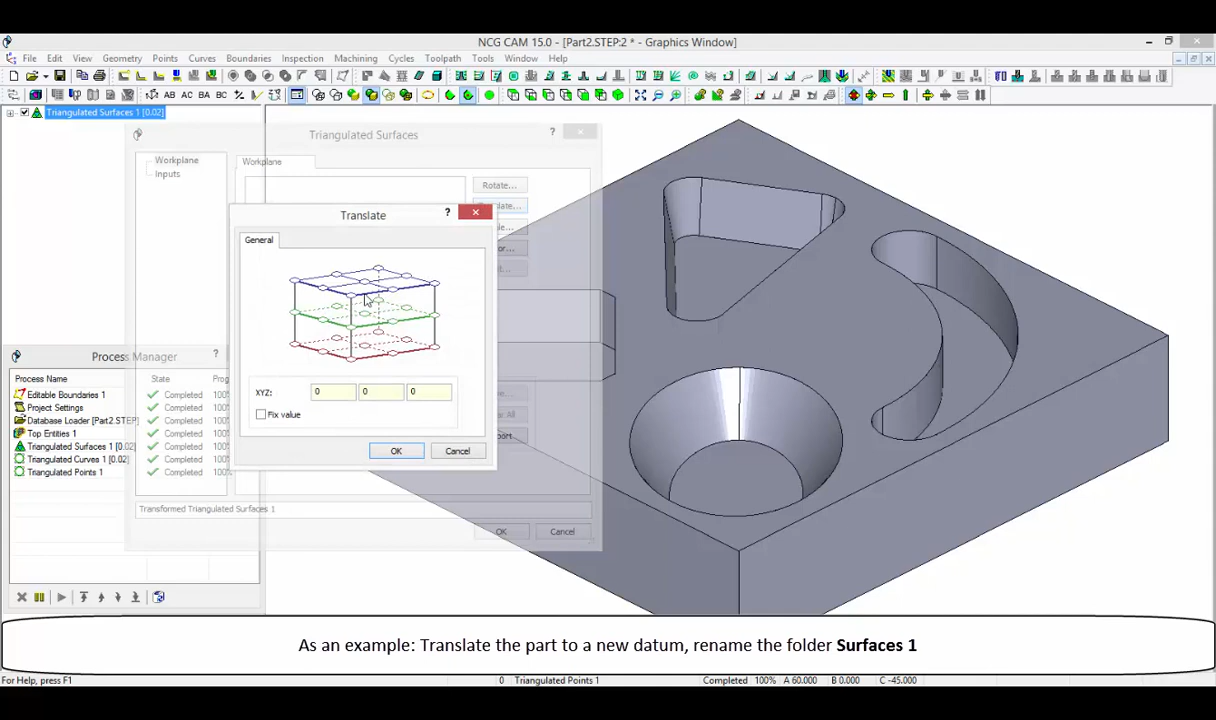 NCG CAM 15.0 - [Part2.STEP:2 * - Graphics Window]
File Edit View Geometry Points Curves Boundaries Inspection Machining Cycles Toolpath Tools Window Help
AB AC BA BC
Triangulated Surfaces 1 [0.02]
Triangulated Surfaces ?
Workplane
Inputs
Workplane
Rotate...
Translate ?
General
XYZ: 0 0 0
Fix value
OK Cancel
Process Manager ?
Process Name State
Editable Boundaries 1 Completed 100%
Project Settings Completed 100%
Database Loader [Part2.STEP] Completed 100%
Top Entities 1 Completed 100%
Triangulated Surfaces 1 [0.02] Completed 100%
Triangulated Curves 1 [0.02] Completed 100%
Triangulated Points 1 Completed 100%
Transformed Triangulated Surfaces 1
OK Cancel
As an example: Translate the part to a new datum, rename the folder Surfaces 1
For Help, press F1 0 Triangulated Points 1 Completed 100% A 60.000 B 0.000 C -45.000